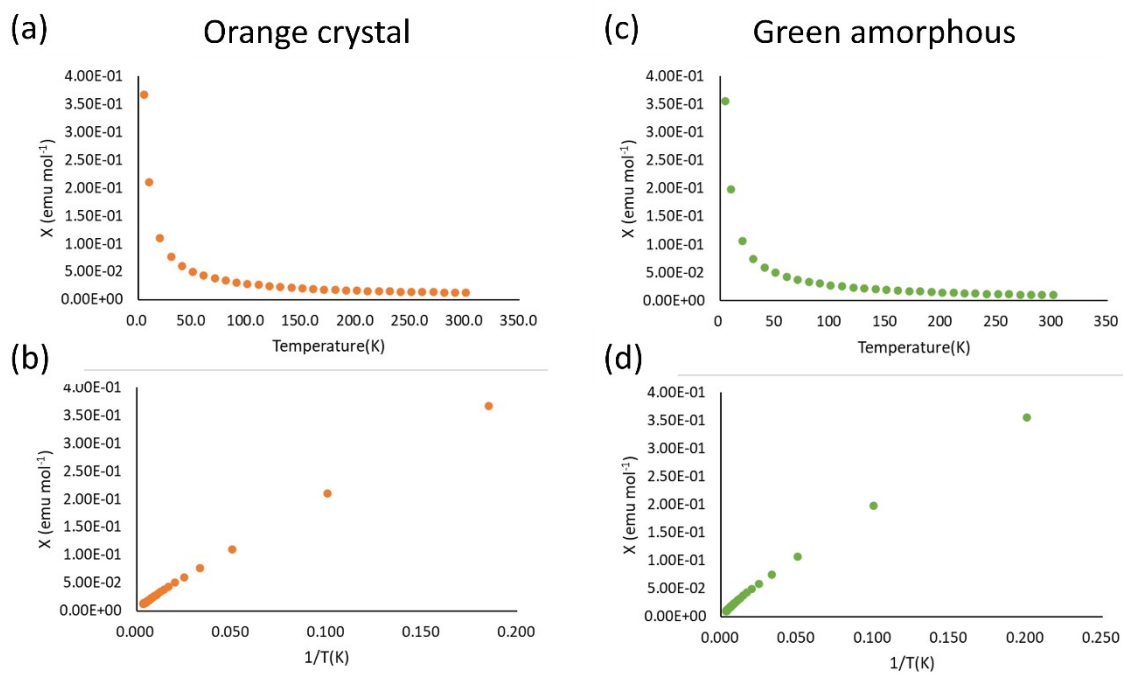 (a) Orange crystal
4.00E-01
3.50E-01
3.00E-01
2.50E-01
2.00E-01
1.50E-01
1.00E-01
5.00E-02
0.00E+00
X (emu mol⁻¹)
0.0 50.0 100.0 150.0 200.0 250.0 300.0 350.0
Temperature(K)
(c) Green amorphous
4.00E-01
3.50E-01
3.00E-01
2.50E-01
2.00E-01
1.50E-01
1.00E-01
5.00E-02
0.00E+00
X (emu mol⁻¹)
0 50 100 150 200 250 300 350
Temperature(K)
(b)
4.00E-01
3.50E-01
3.00E-01
2.50E-01
2.00E-01
1.50E-01
1.00E-01
5.00E-02
0.00E+00
X (emu mol⁻¹)
0.000 0.050 0.100 0.150 0.200
1/T(K)
(d)
4.00E-01
3.50E-01
3.00E-01
2.50E-01
2.00E-01
1.50E-01
1.00E-01
5.00E-02
0.00E+00
X (emu mol⁻¹)
0.000 0.050 0.100 0.150 0.200 0.250
1/T(K)